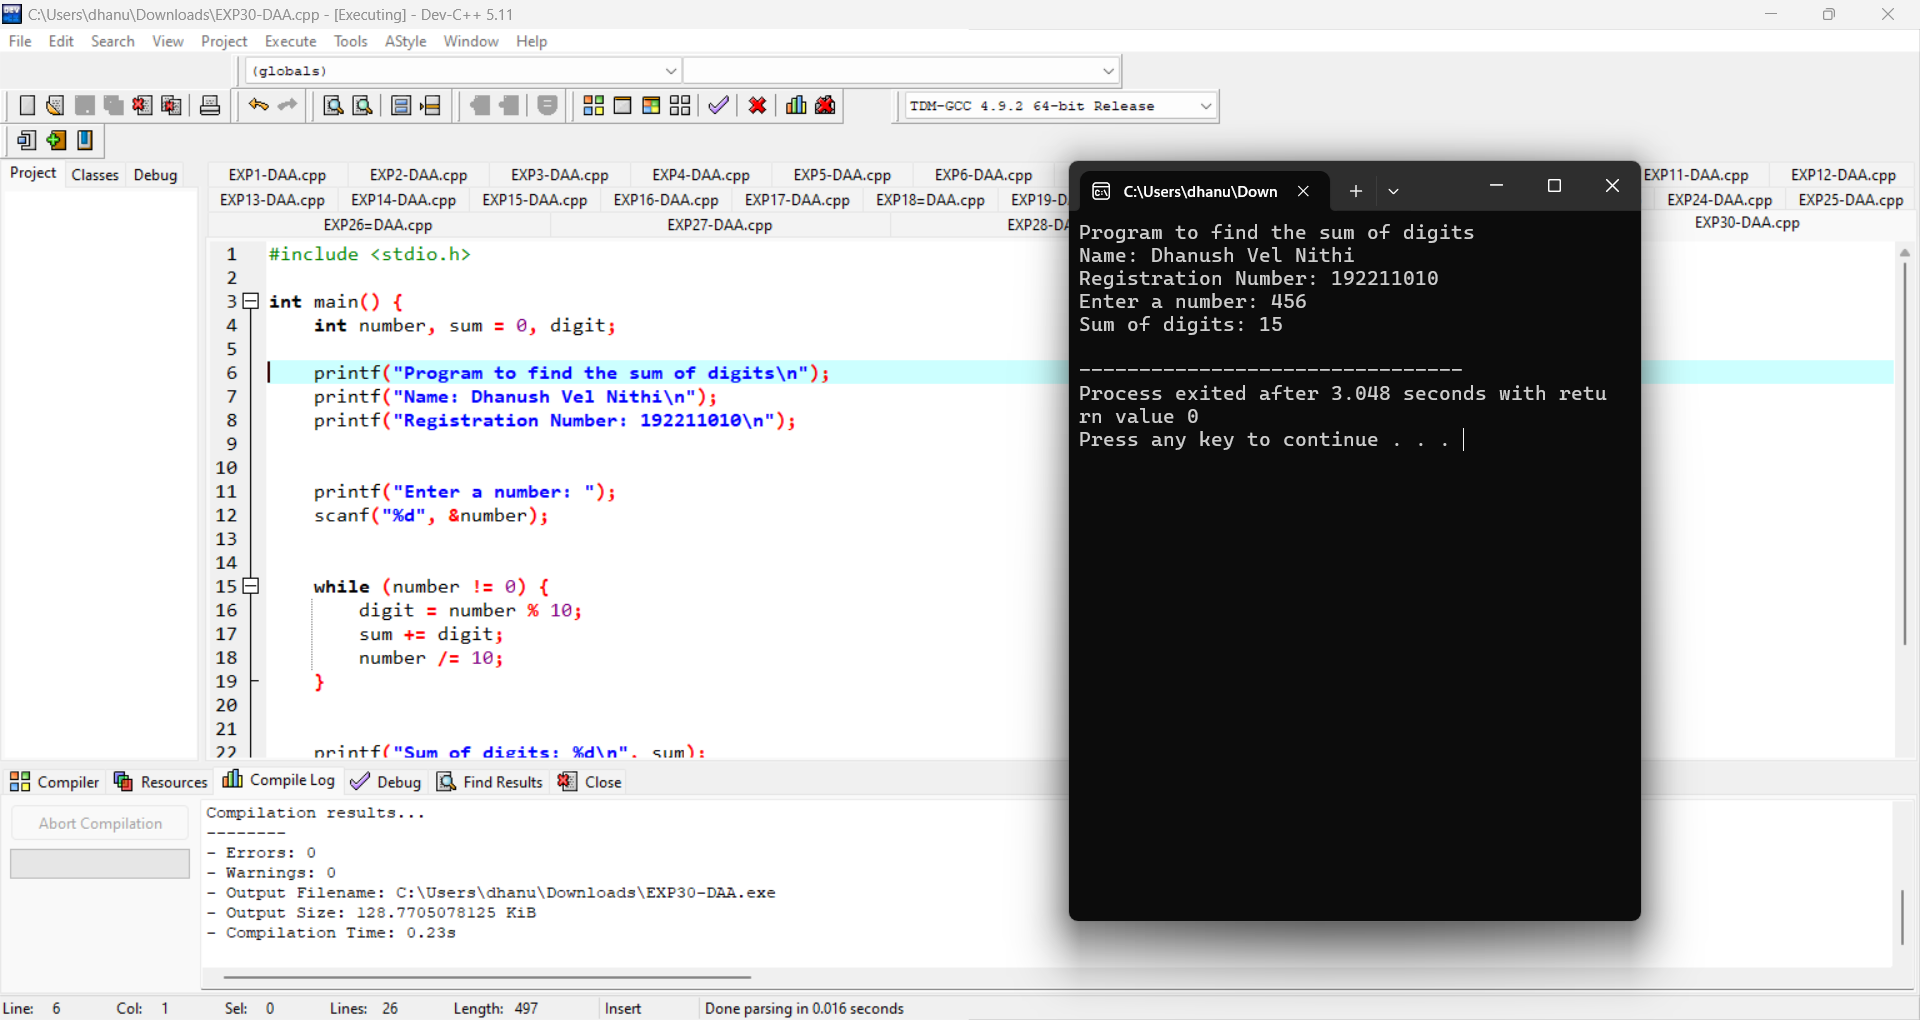 C:\Users\dhanu\Downloads\EXP30-DAA.cpp - [Executing] - Dev-C++ 5.11
File Edit Search View Project Execute Tools AStyle Window Help
(globals)
TDM-GCC 4.9.2 64-bit Release
Project Classes Debug
EXP1-DAA.cpp EXP2-DAA.cpp EXP3-DAA.cpp EXP4-DAA.cpp EXP5-DAA.cpp EXP6-DAA.cpp EXP11-DAA.cpp EXP12-DAA.cpp
EXP13-DAA.cpp EXP14-DAA.cpp EXP15-DAA.cpp EXP16-DAA.cpp EXP17-DAA.cpp EXP18=DAA.cpp EXP19-D EXP24-DAA.cpp EXP25-DAA.cpp
EXP26=DAA.cpp EXP27-DAA.cpp EXP28-DA EXP30-DAA.cpp
1 #include <stdio.h>
2
3 int main() {
4 int number, sum = 0, digit;
5
6 printf("Program to find the sum of digits\n");
7 printf("Name: Dhanush Vel Nithi\n");
8 printf("Registration Number: 192211010\n");
9
10
11 printf("Enter a number: ");
12 scanf("%d", &number);
13
14
15 while (number != 0) {
16 digit = number % 10;
17 sum += digit;
18 number /= 10;
19 }
20
21
22 printf("Sum of digits: %d\n", sum);
C:\Users\dhanu\Down
Program to find the sum of digits
Name: Dhanush Vel Nithi
Registration Number: 192211010
Enter a number: 456
Sum of digits: 15
--------------------------------
Process exited after 3.048 seconds with retu
rn value 0
Press any key to continue . . .
Compiler Resources Compile Log Debug Find Results Close
Abort Compilation
Compilation results...
--------
- Errors: 0
- Warnings: 0
- Output Filename: C:\Users\dhanu\Downloads\EXP30-DAA.exe
- Output Size: 128.7705078125 KiB
- Compilation Time: 0.23s
Line: 6 Col: 1 Sel: 0 Lines: 26 Length: 497 Insert Done parsing in 0.016 seconds